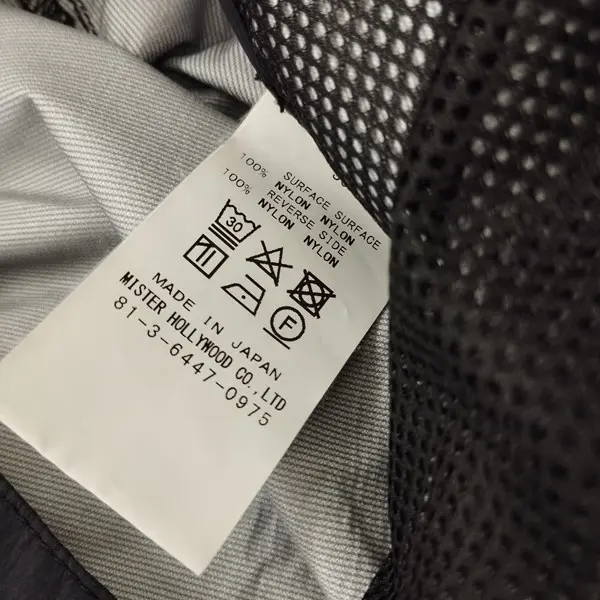 SURFACE SURFACE
100% NYLON NYLON
REVERSE SIDE
100% NYLON NYLON
30
F
MADE IN JAPAN
MISTER HOLLYWOOD CO.,LTD
81-3-6447-0975